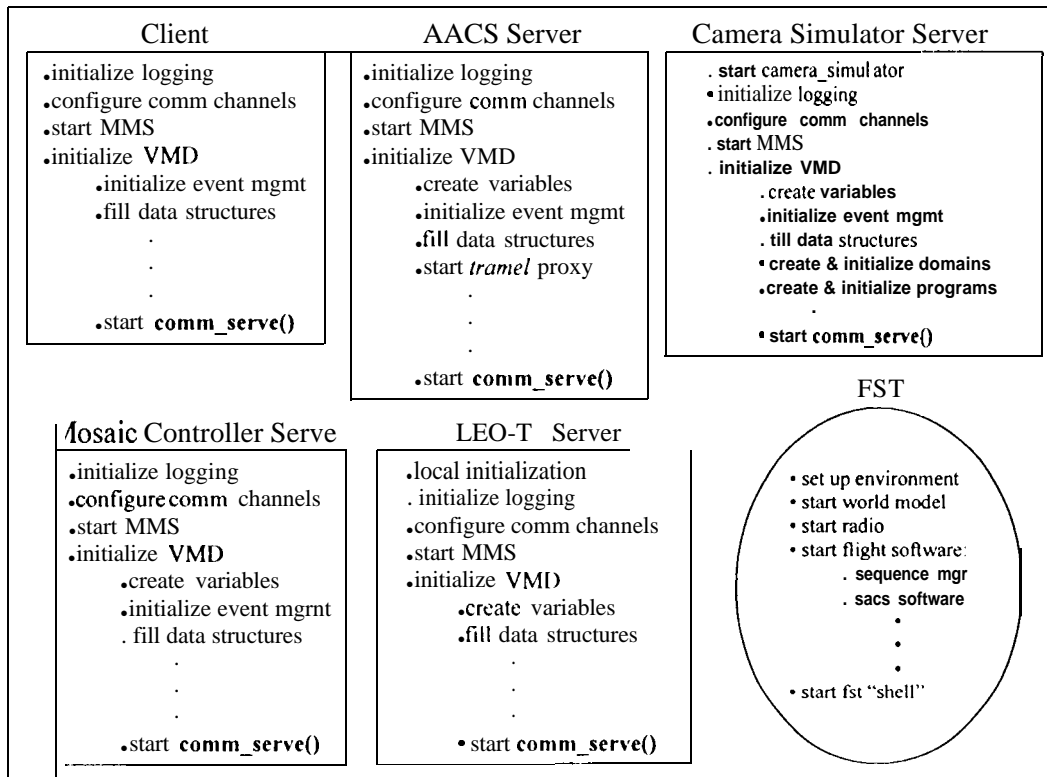 Client
.initialize logging
.configure comm channels
.start MMS
.initialize VMD
.initialize event mgmt
.fill data structures
.
.
.
.start comm_serve()
AACS Server
.initialize logging
.configure comm channels
.start MMS
.initialize VMD
.create variables
.initialize event mgmt
.fill data structures
.start tramel proxy
.
.
.
.start comm_serve()
Camera Simulator Server
. start camera_simulator
• initialize logging
.configure comm channels
. start MMS
. initialize VMD
. create variables
.initialize event mgmt
. till data structures
• create & initialize domains
.create & initialize programs
.
• start comm_serve()
Mosaic Controller Serve
.initialize logging
.configure comm channels
.start MMS
.initialize VMD
.create variables
.initialize event mgrnt
. fill data structures
.
.
.
.start comm_serve()
LEO-T Server
.local initialization
. initialize logging
.configure comm channels
.start MMS
.initialize VMD
.create variables
.fill data structures
.
.
.
• start comm_serve()
FST
• set up environment
• start world model
• start radio
• start flight software:
. sequence mgr
. sacs software
•
•
•
• start fst “shell”